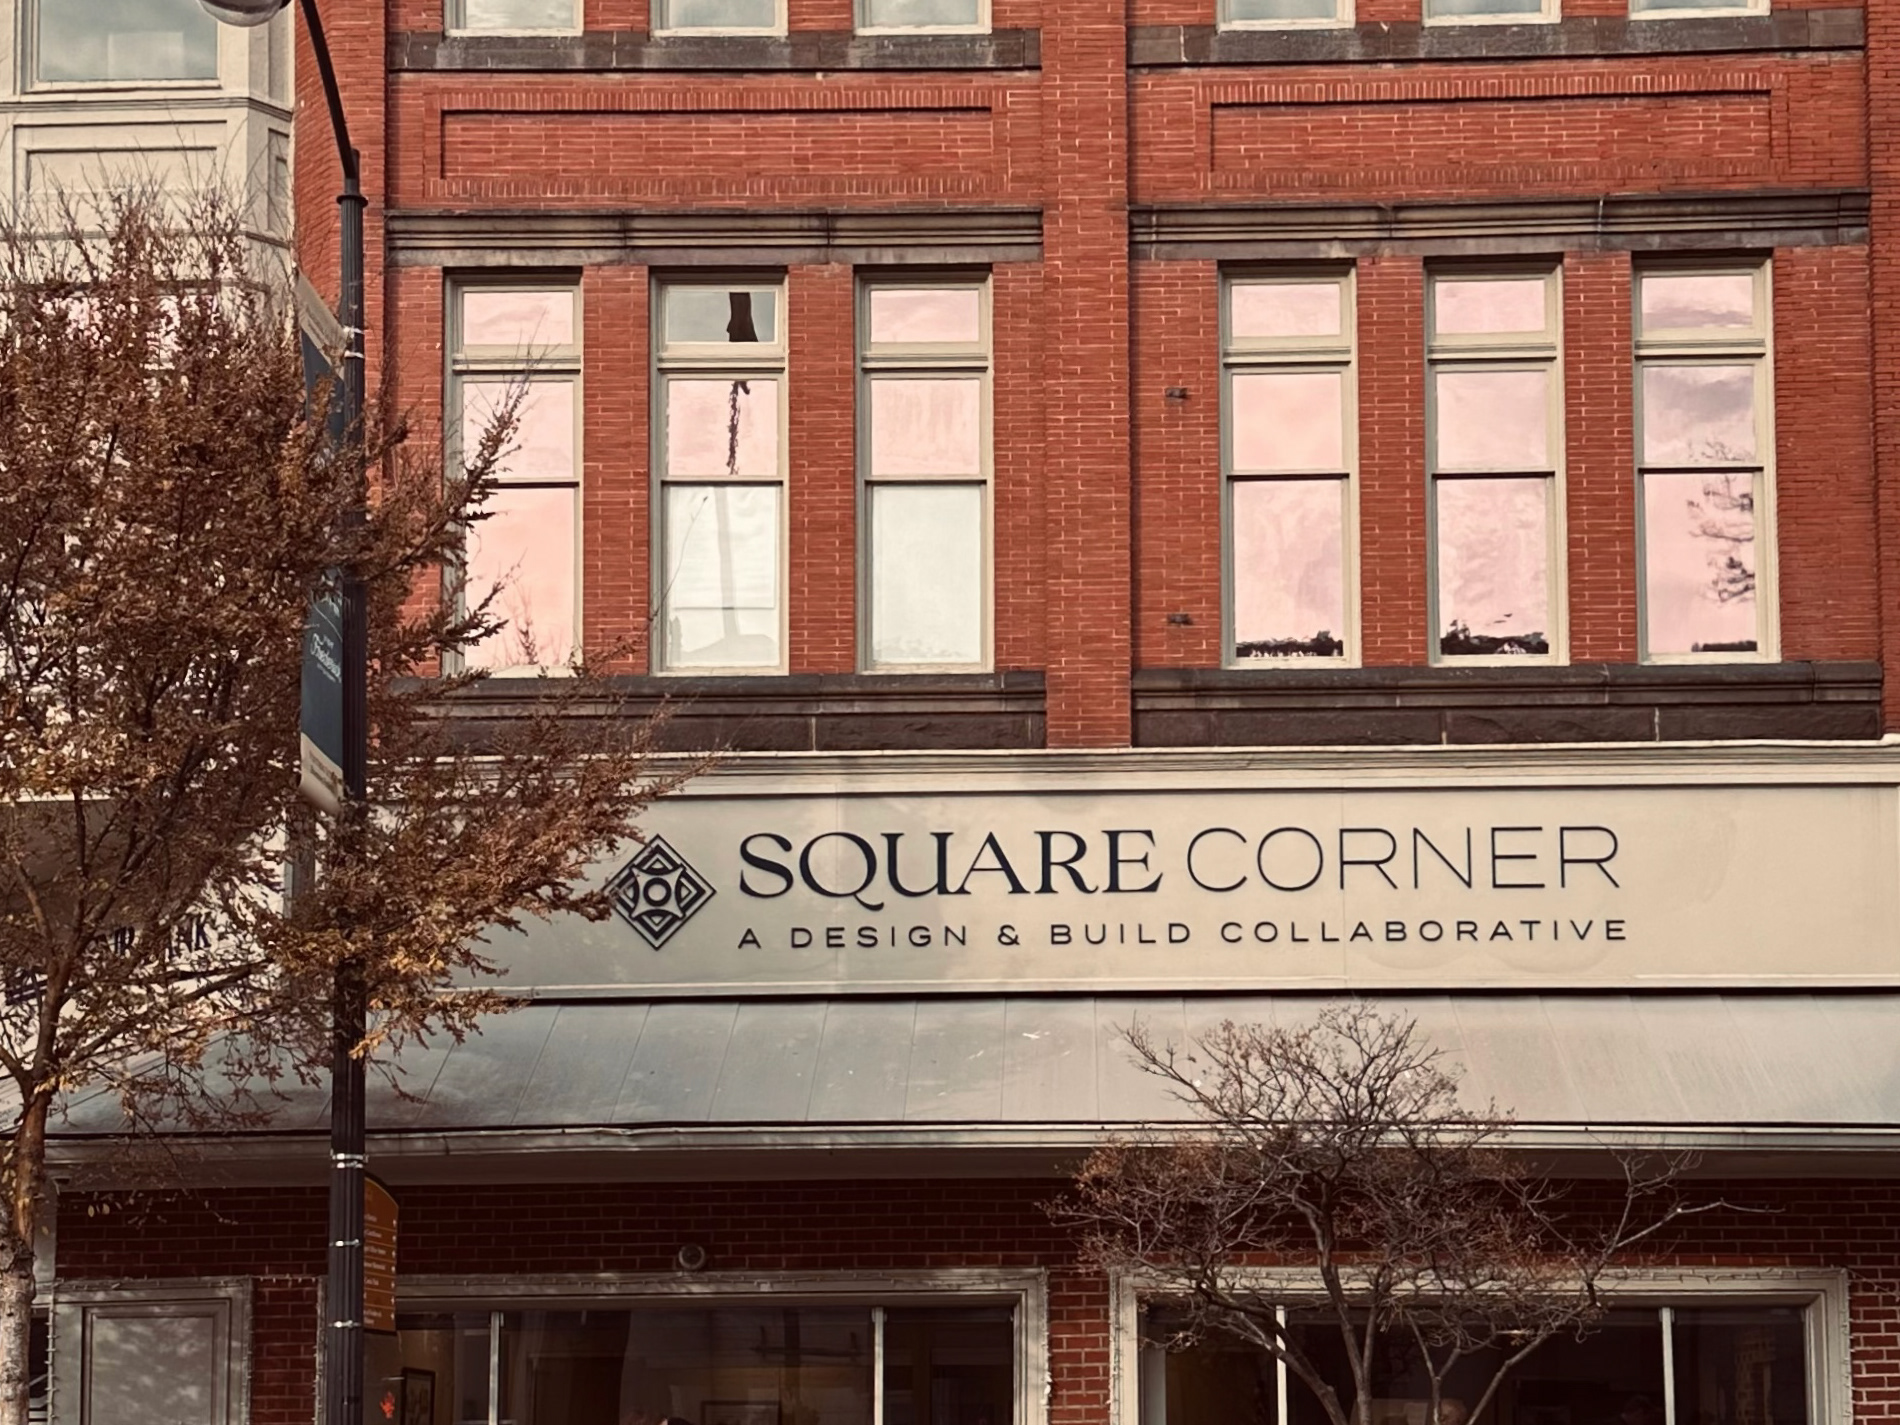 SQUARE CORNER
A DESIGN & BUILD COLLABORATIVE